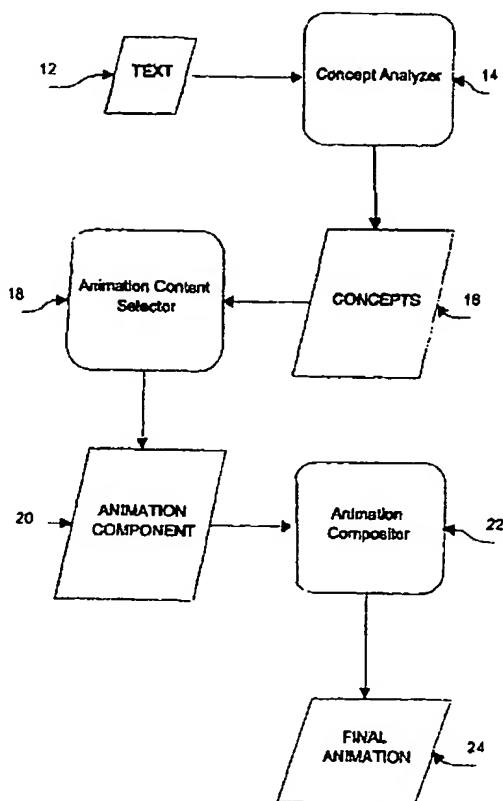 12
TEXT
Concept Analyzer
14
18
Animation Content
Selector
CONCEPTS
18
20
ANIMATION
COMPONENT
Animation
Compositor
22
FINAL
ANIMATION
24